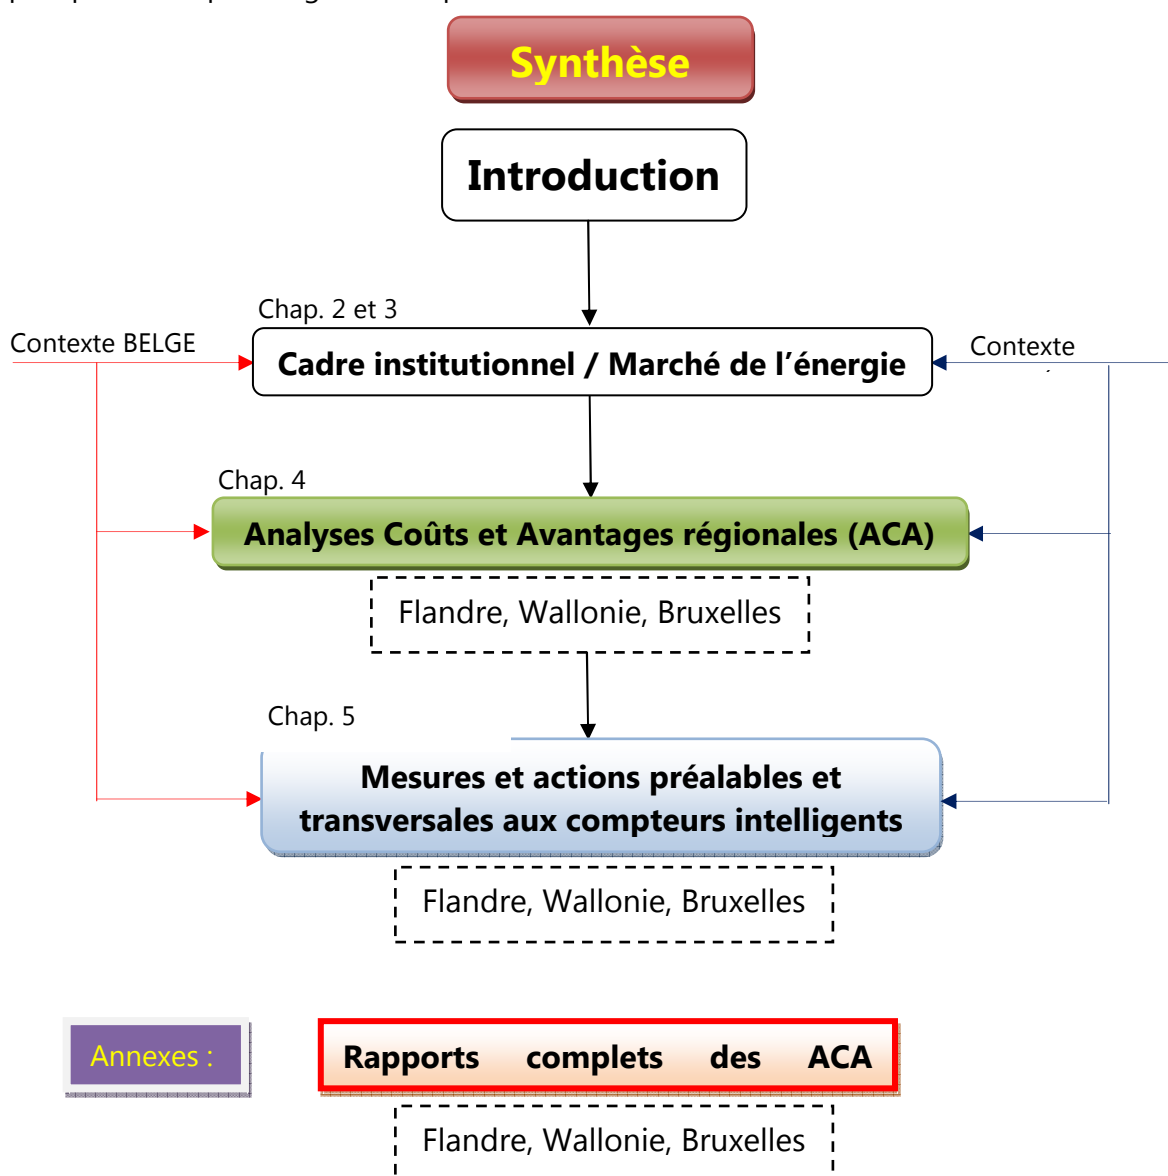 Synthèse
Introduction
Chap. 2 et 3
Contexte BELGE
Cadre institutionnel / Marché de l’énergie
Contexte
Chap. 4
Analyses Coûts et Avantages régionales (ACA)
Flandre, Wallonie, Bruxelles
Chap. 5
Mesures et actions préalables et
transversales aux compteurs intelligents
Flandre, Wallonie, Bruxelles
Annexes :
Rapports complets des ACA
Flandre, Wallonie, Bruxelles